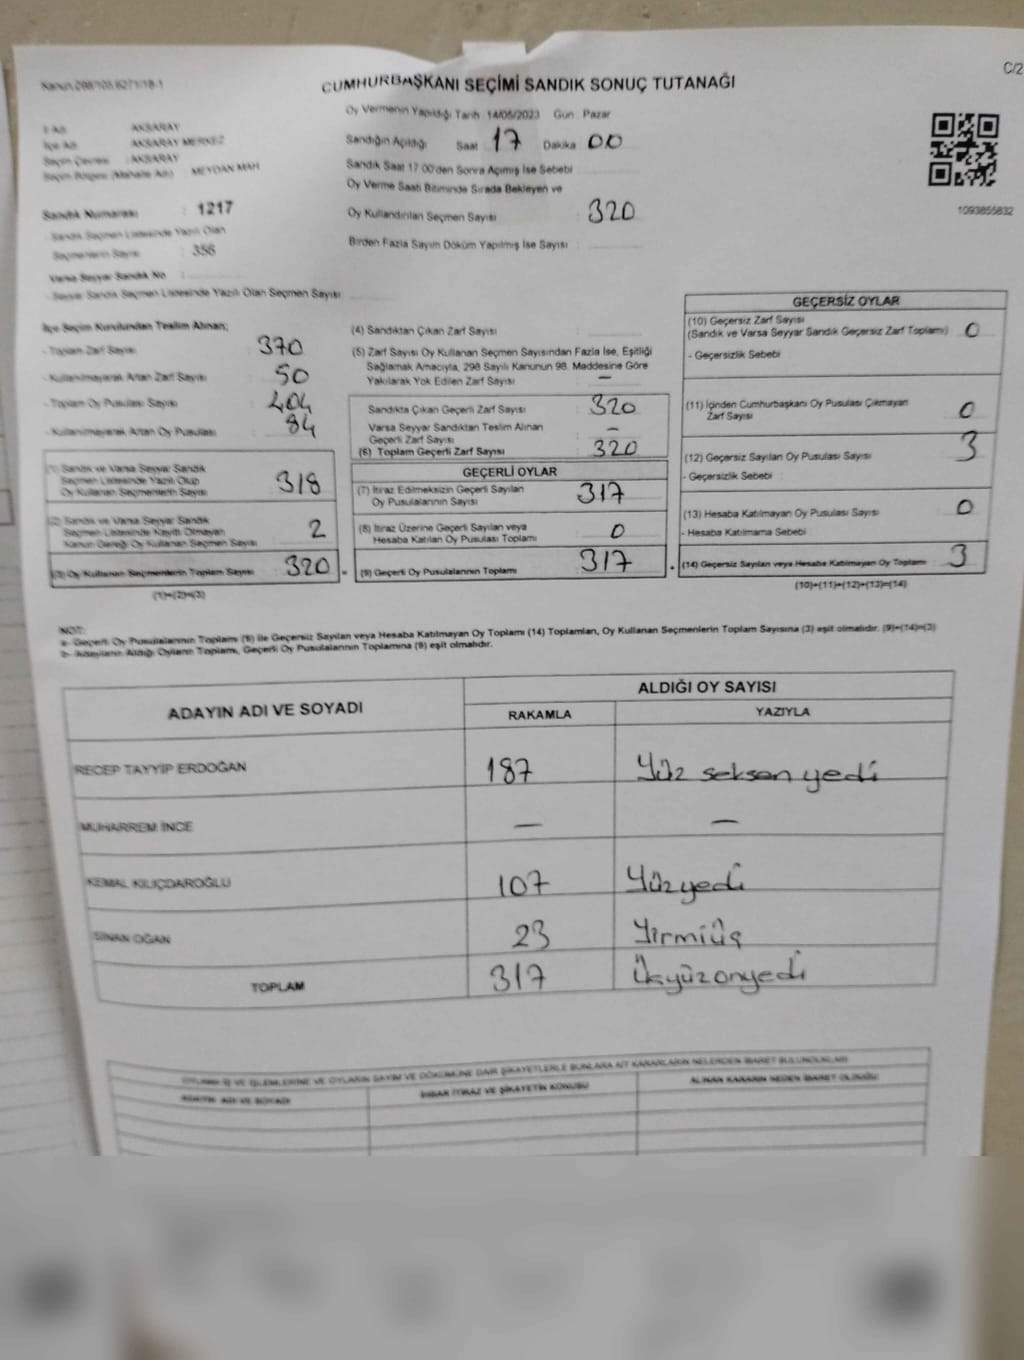 Kanun 298/105,6271/18-1
C/2
CUMHURBAŞKANI SEÇİMİ SANDIK SONUÇ TUTANAĞI
İl Adı : AKSARAY
İlçe Adı : AKSARAY MERKEZ
Seçim Çevresi : AKSARAY
Seçim Bölgesi (Mahalle Adı) : MEYDAN MAH
Sandık Numarası : 1217
- Sandık Seçmen Listesinde Yazılı Olan
Seçmenlerin Sayısı : 356
Varsa Seyyar Sandık No :
- Seyyar Sandık Seçmen Listesinde Yazılı Olan Seçmen Sayısı
Oy Vermenin Yapıldığı Tarih 14/05/2023 Gün : Pazar
Sandığın Açıldığı Saat 17 Dakika 00
Sandık Saat 17.00'den Sonra Açılmış İse Sebebi
Oy Verme Saati Bitiminde Sırada Bekleyen ve
Oy Kullandırılan Seçmen Sayısı : 320
Birden Fazla Sayım Döküm Yapılmış İse Sayısı :
1093855832
İlçe Seçim Kurulundan Teslim Alınan;
- Toplam Zarf Sayısı : 370
- Kullanılmayarak Artan Zarf Sayısı : 50
- Toplam Oy Pusulası Sayısı : 404
- Kullanılmayarak Artan Oy Pusulası : 84
(1) Sandık ve Varsa Seyyar Sandık
Seçmen Listesinde Yazılı Olup
Oy Kullanan Seçmenlerin Sayısı : 318
(2) Sandık ve Varsa Seyyar Sandık
Seçmen Listesinde Kayıtlı Olmayan
Kanun Gereği Oy Kullanan Seçmen Sayısı : 2
(3) Oy Kullanan Seçmenlerin Toplam Sayısı : 320
(1)+(2)=(3)
(4) Sandıktan Çıkan Zarf Sayısı :
(5) Zarf Sayısı Oy Kullanan Seçmen Sayısından Fazla İse, Eşitliği
Sağlamak Amacıyla, 298 Sayılı Kanunun 98. Maddesine Göre
Yakılarak Yok Edilen Zarf Sayısı : —
Sandıkta Çıkan Geçerli Zarf Sayısı : 320
Varsa Seyyar Sandıktan Teslim Alınan
Geçerli Zarf Sayısı : —
(6) Toplam Geçerli Zarf Sayısı : 320
GEÇERLİ OYLAR
(7) İtiraz Edilmeksizin Geçerli Sayılan
Oy Pusulalarının Sayısı : 317
(8) İtiraz Üzerine Geçerli Sayılan veya
Hesaba Katılan Oy Pusulası Toplamı : 0
= (9) Geçerli Oy Pusulalarının Toplamı : 317
GEÇERSİZ OYLAR
(10) Geçersiz Zarf Sayısı
(Sandık ve Varsa Seyyar Sandık Geçersiz Zarf Toplamı) : 0
- Geçersizlik Sebebi
(11) İçinden Cumhurbaşkanı Oy Pusulası Çıkmayan
Zarf Sayısı : 0
(12) Geçersiz Sayılan Oy Pusulası Sayısı : 3
- Geçersizlik Sebebi :
(13) Hesaba Katılmayan Oy Pusulası Sayısı : 0
- Hesaba Katılmama Sebebi
+ (14) Geçersiz Sayılan veya Hesaba Katılmayan Oy Toplamı : 3
(10)+(11)+(12)+(13)=(14)
NOT:
a- Geçerli Oy Pusulalarının Toplamı (9) ile Geçersiz Sayılan veya Hesaba Katılmayan Oy Toplamı (14) Toplamları, Oy Kullanan Seçmenlerin Toplam Sayısına (3) eşit olmalıdır. (9)+(14)=(3)
b- Adayların Aldığı Oyların Toplamı, Geçerli Oy Pusulalarının Toplamına (9) eşit olmalıdır.
ADAYIN ADI VE SOYADI
ALDIĞI OY SAYISI
RAKAMLA YAZIYLA
RECEP TAYYİP ERDOĞAN 187 Yüz seksen yedi
MUHARREM İNCE — —
KEMAL KILIÇDAROĞLU 107 Yüzyedi
SİNAN OĞAN 23 Yirmiüç
TOPLAM 317 Üçyüzonyedi
OYLAMA İŞ VE İŞLEMLERİNE VE OYLARIN SAYIM VE DÖKÜMÜNE DAİR ŞİKAYETLERLE BUNLARA AİT KARARLARIN NELERDEN İBARET BULUNDUKLARI
ADI VE SOYADI
İHBAR İTİRAZ VE ŞİKAYETİN KONUSU
ALINAN KARARIN NEDEN İBARET OLDUĞU